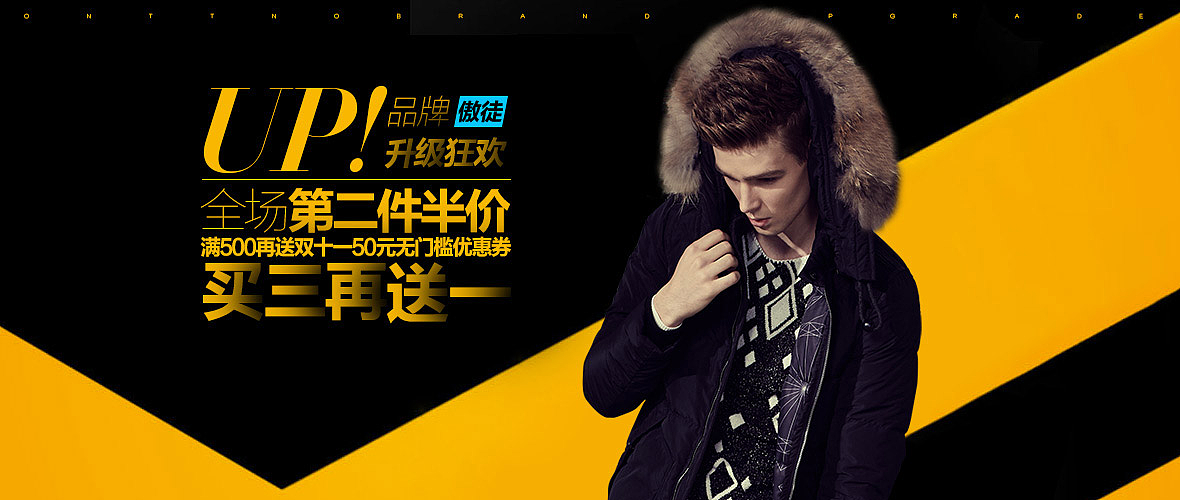 ONTTNOBRAND UPGRADE
UP! 品牌 傲徒
升级狂欢
全场第二件半价
满500再送双十一50元无门槛优惠券
买三再送一